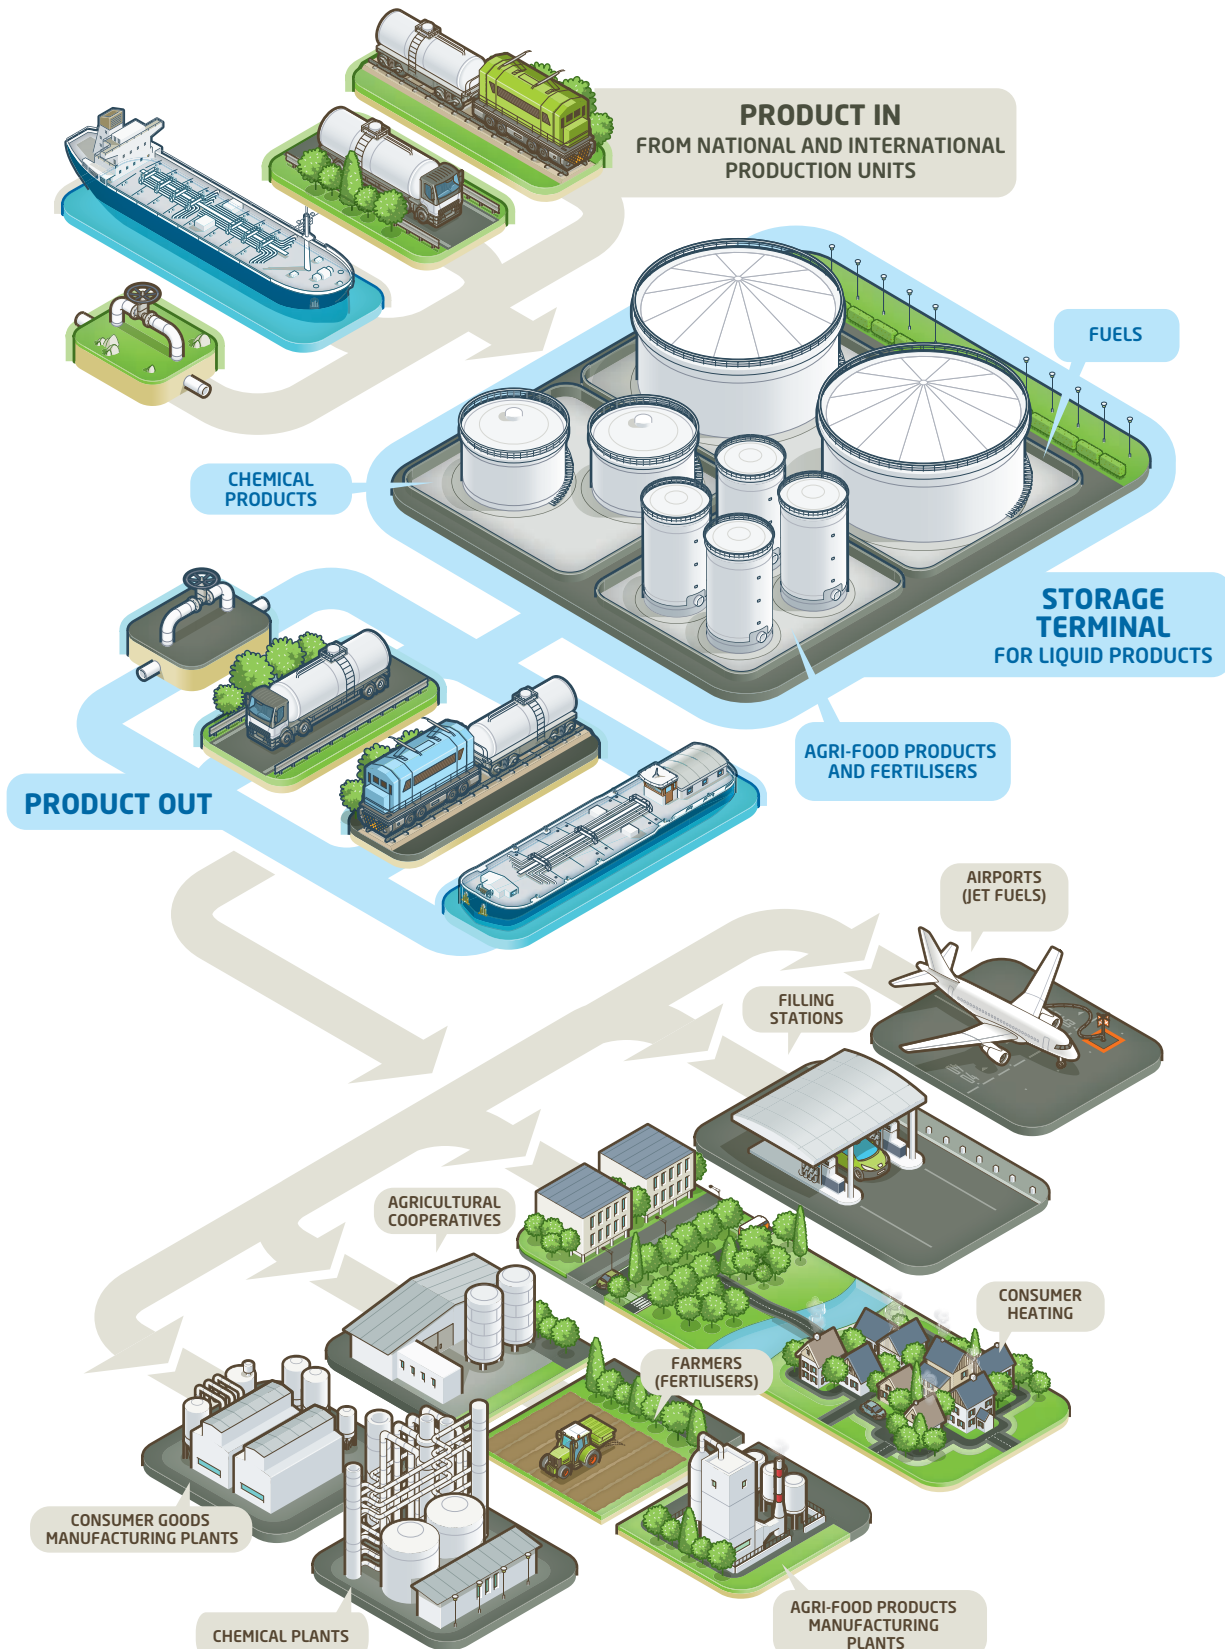 PRODUCT IN
FROM NATIONAL AND INTERNATIONAL
PRODUCTION UNITS
FUELS
CHEMICAL
PRODUCTS
STORAGE
TERMINAL
FOR LIQUID PRODUCTS
AGRI-FOOD PRODUCTS
AND FERTILISERS
PRODUCT OUT
AIRPORTS
(JET FUELS)
FILLING
STATIONS
AGRICULTURAL
COOPERATIVES
CONSUMER
HEATING
FARMERS
(FERTILISERS)
CONSUMER GOODS
MANUFACTURING PLANTS
CHEMICAL PLANTS
AGRI-FOOD PRODUCTS
MANUFACTURING
PLANTS